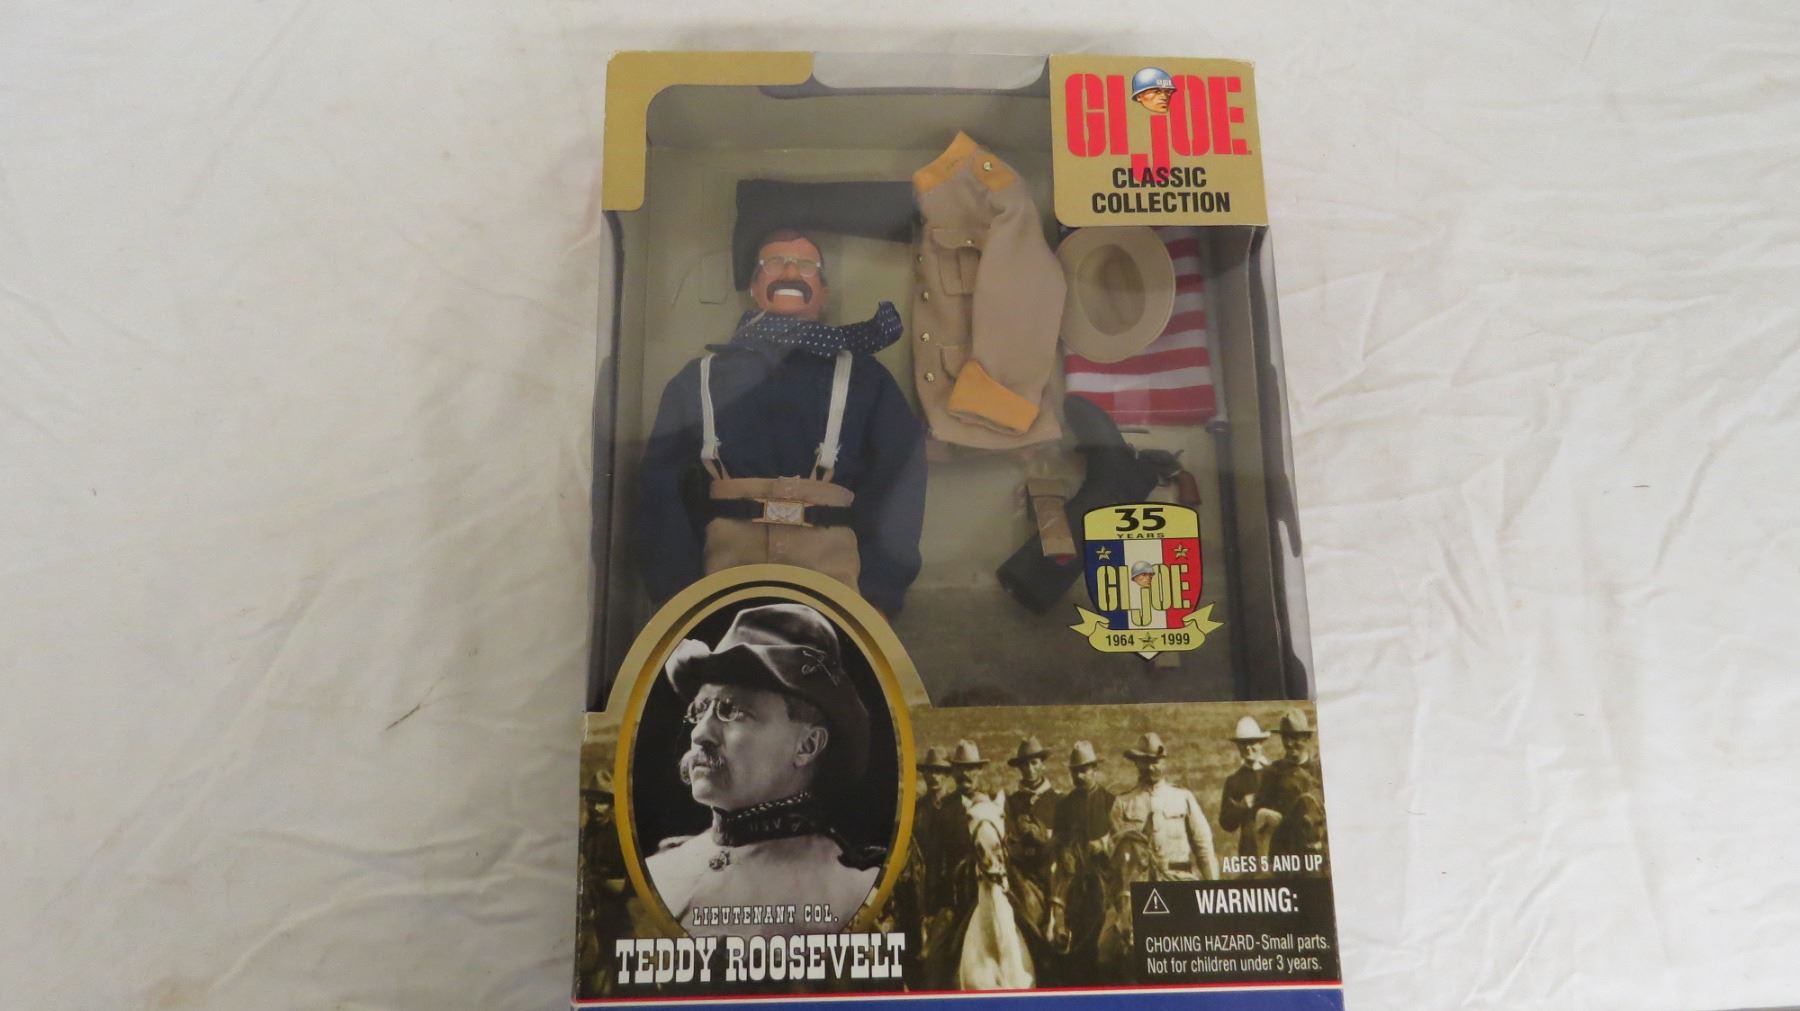 GI JOE
CLASSIC
COLLECTION
35
YEARS
GI JOE
1964 1999
USV
LIEUTENANT COL.
TEDDY ROOSEVELT
AGES 5 AND UP
WARNING:
CHOKING HAZARD-Small parts.
Not for children under 3 years.